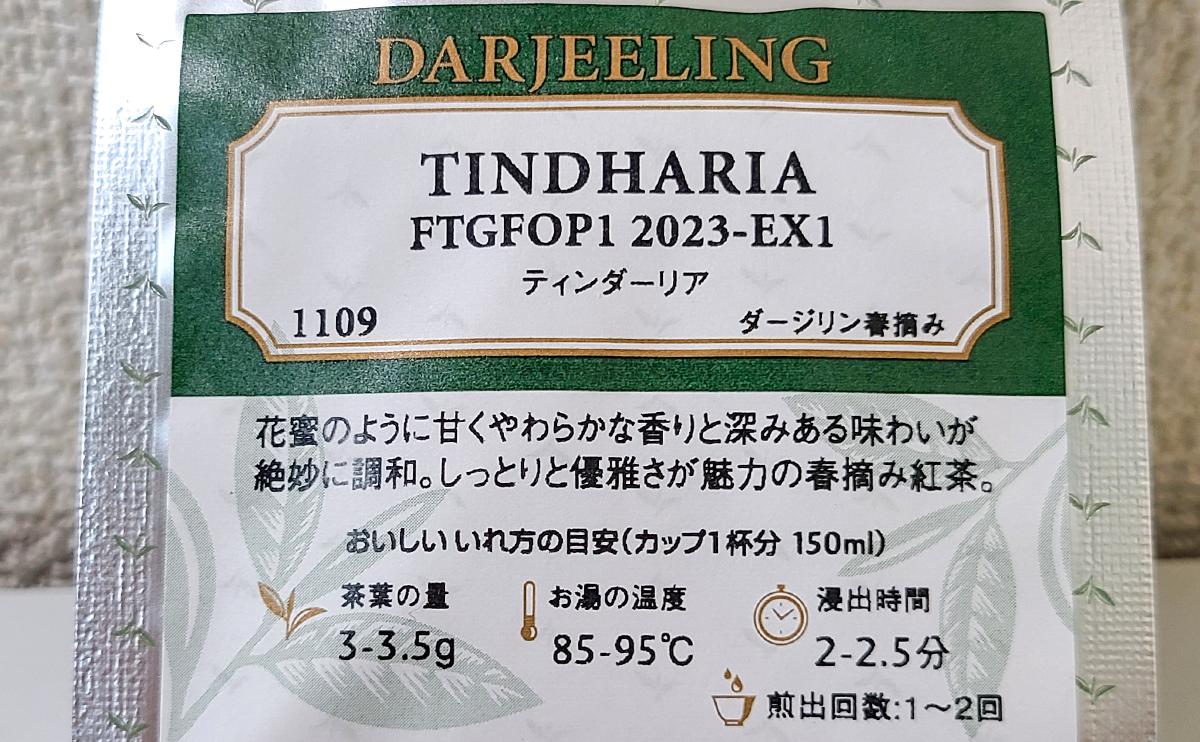 DARJEELING
TINDHARIA
FTGFOP1 2023-EX1
ティンダーリア
1109 ダージリン春摘み
花蜜のように甘くやわらかな香りと深みある味わいが
絶妙に調和。しっとりと優雅さが魅力の春摘み紅茶。
おいしいいれ方の目安(カップ1杯分 150ml)
茶葉の量 お湯の温度 浸出時間
3-3.5g 85-95℃ 2-2.5分
煎出回数:1〜2回